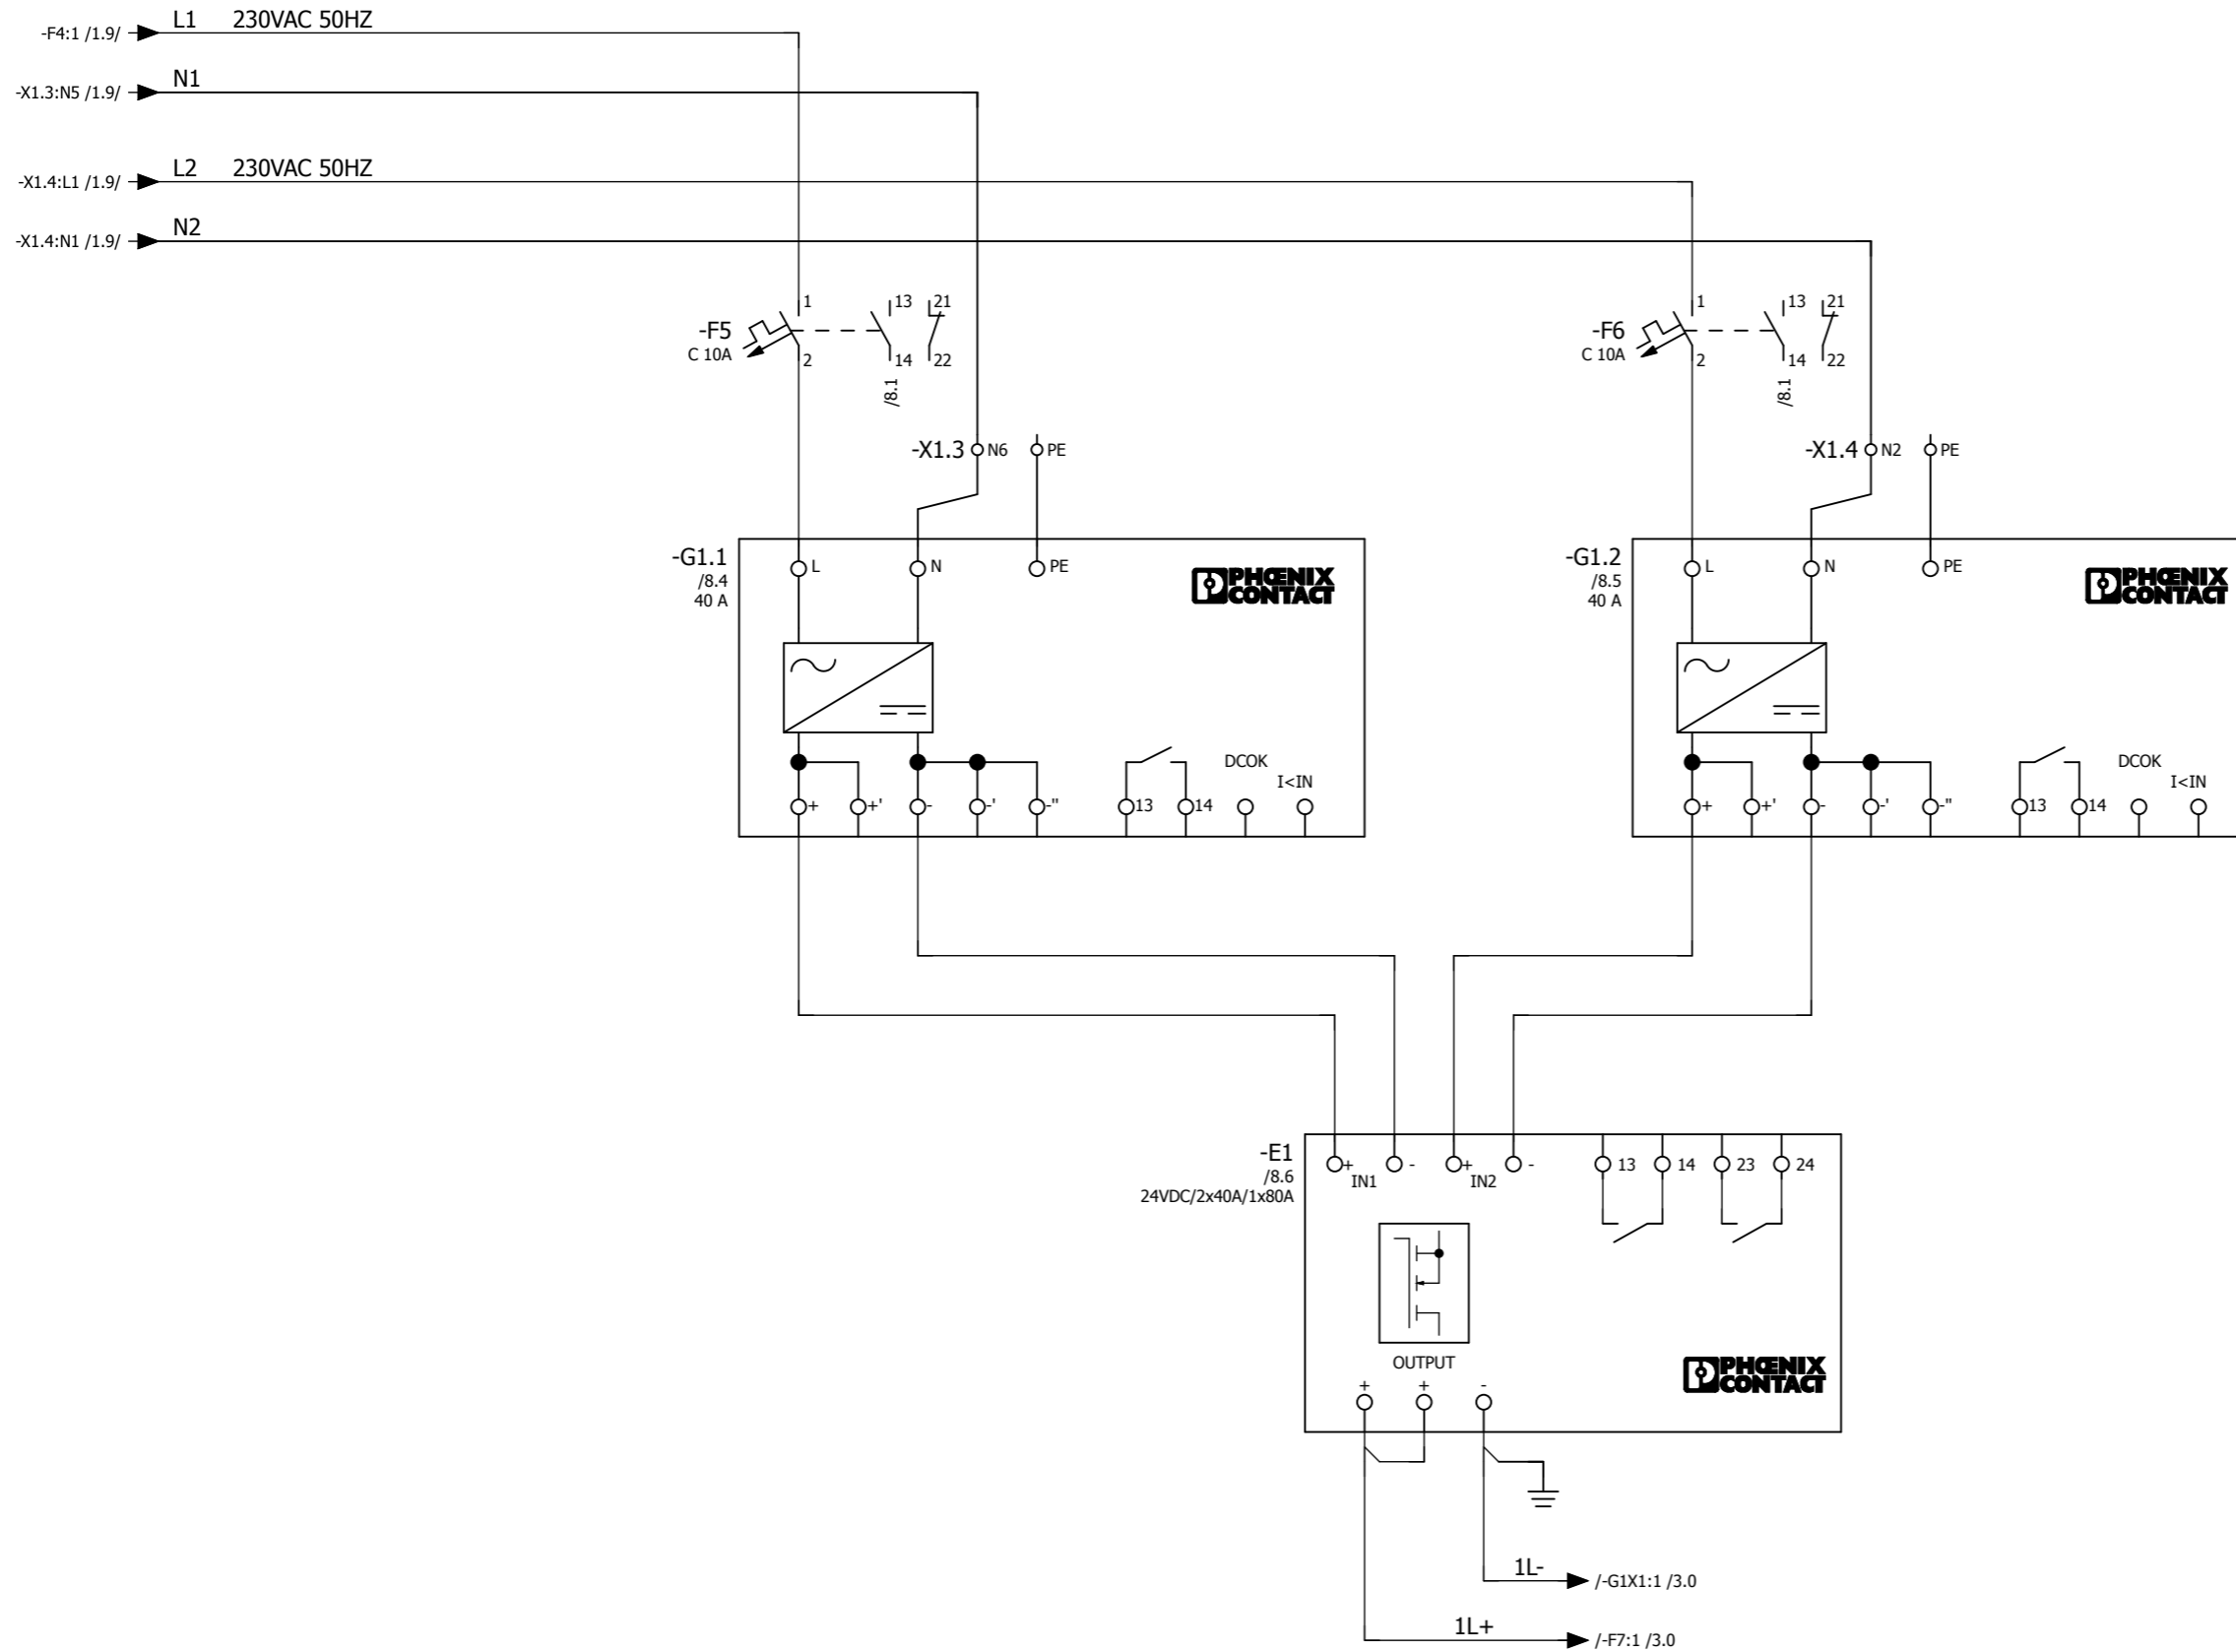 L1 230VAC 50HZ
-F4:1 /1.9/
N1
-X1.3:N5 /1.9/
L2 230VAC 50HZ
-X1.4:L1 /1.9/
N2
-X1.4:N1 /1.9/
-F5
C 10A
1
2
13
14
21
22
/8.1
-F6
C 10A
1
2
13
14
21
22
/8.1
-X1.3 N6 PE
-X1.4 N2 PE
-G1.1
/8.4
40 A
L N PE
PHŒNIX
CONTACT
DCOK
I<IN
+ +' - -' -" 13 14
-G1.2
/8.5
40 A
L N PE
PHŒNIX
CONTACT
DCOK
I<IN
+ +' - -' -" 13 14
-E1
/8.6
24VDC/2x40A/1x80A
+ - + - 13 14 23 24
IN1 IN2
OUTPUT
+ + -
PHŒNIX
CONTACT
1L- /-G1X1:1 /3.0
1L+ /-F7:1 /3.0